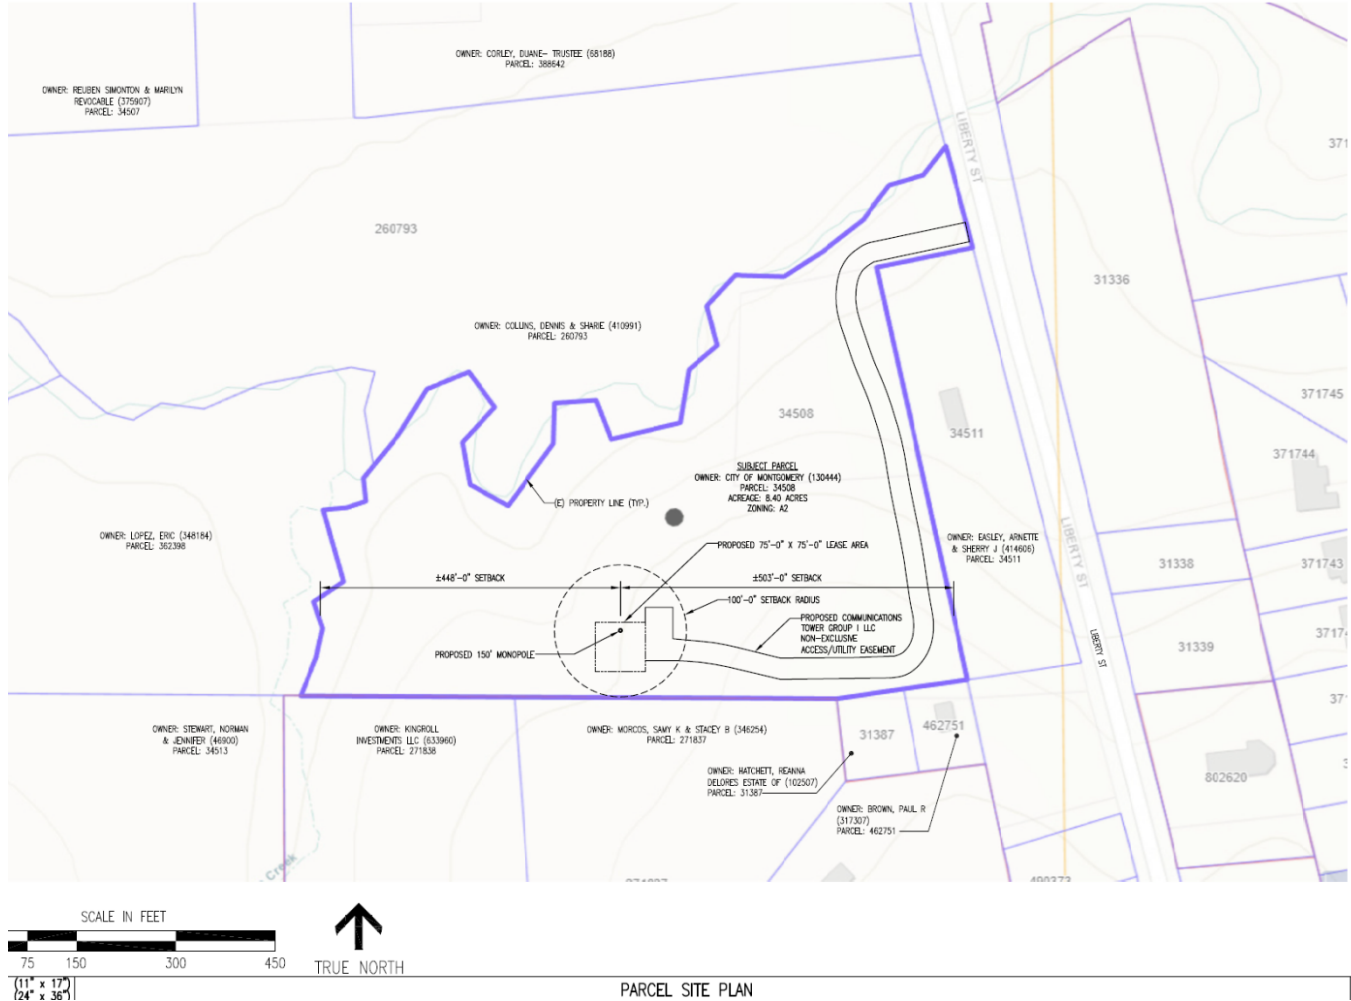 OWNER: CORLEY, DUANE- TRUSTEE (68188)
PARCEL: 388642
OWNER: REUBEN SIMONTON & MARILYN
REVOCABLE (375907)
PARCEL: 34507
LIBERTY ST
371
260793
31336
OWNER: COLLINS, DENNIS & SHARIE (410991)
PARCEL: 260793
34508
34511
371745
371744
SUBJECT PARCEL
OWNER: CITY OF MONTGOMERY (130444)
PARCEL: 34508
ACREAGE: 8.40 ACRES
ZONING: A2
(E) PROPERTY LINE (TYP.)
OWNER: LOPEZ, ERIC (348184)
PARCEL: 362398
PROPOSED 75'-0" X 75'-0" LEASE AREA
OWNER: EASLEY, ARNETTE
& SHERRY J (414606)
PARCEL: 34511
LIBERTY ST
31338
371743
±448'-0" SETBACK
±503'-0" SETBACK
100'-0" SETBACK RADIUS
PROPOSED COMMUNICATIONS
TOWER GROUP I LLC
NON-EXCLUSIVE
ACCESS/UTILITY EASEMENT
PROPOSED 150' MONOPOLE
LIBERTY ST
31339
3717
371
OWNER: STEWART, NORMAN
& JENNIFER (46900)
PARCEL: 34513
OWNER: KINGROLL
INVESTMENTS LLC (633960)
PARCEL: 271838
OWNER: MORCOS, SAMY K & STACEY B (346254)
PARCEL: 271837
31387
462751
OWNER: HATCHETT, REANNA
DELORES ESTATE OF (102507)
PARCEL: 31387
802620
OWNER: BROWN, PAUL R
(317307)
PARCEL: 462751
Creek
SCALE IN FEET
75 150 300 450
TRUE NORTH
(11" x 17")
(24" x 36")
PARCEL SITE PLAN